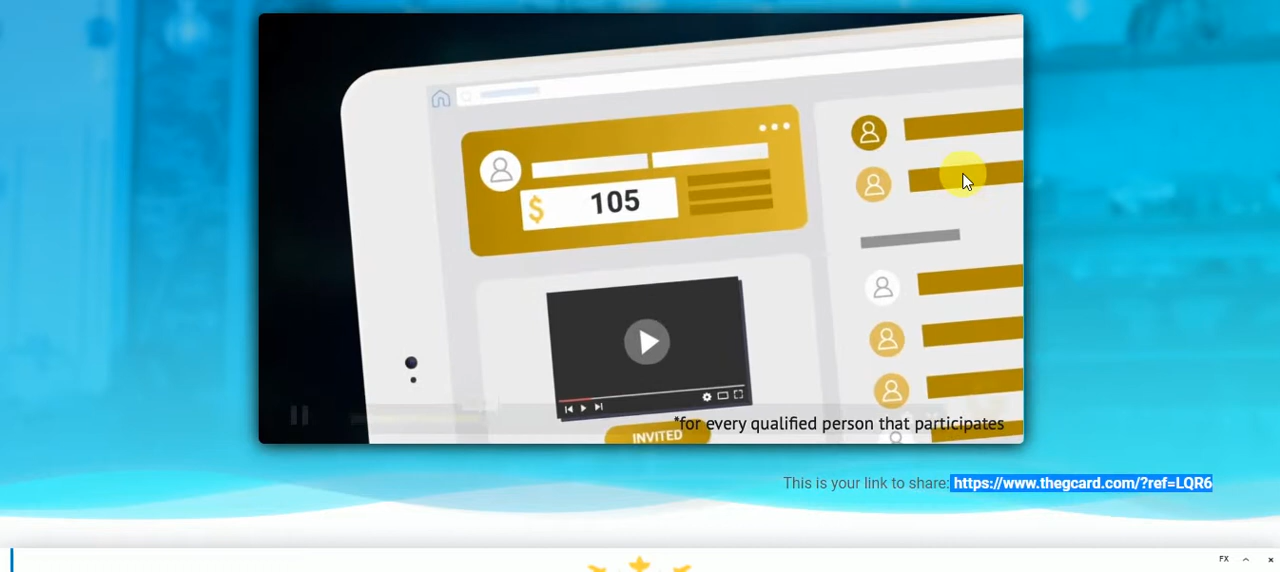 $ 105
INVITED
*for every qualified person that participates
This is your link to share: https://www.thegcard.com/?ref=LQR6
FX